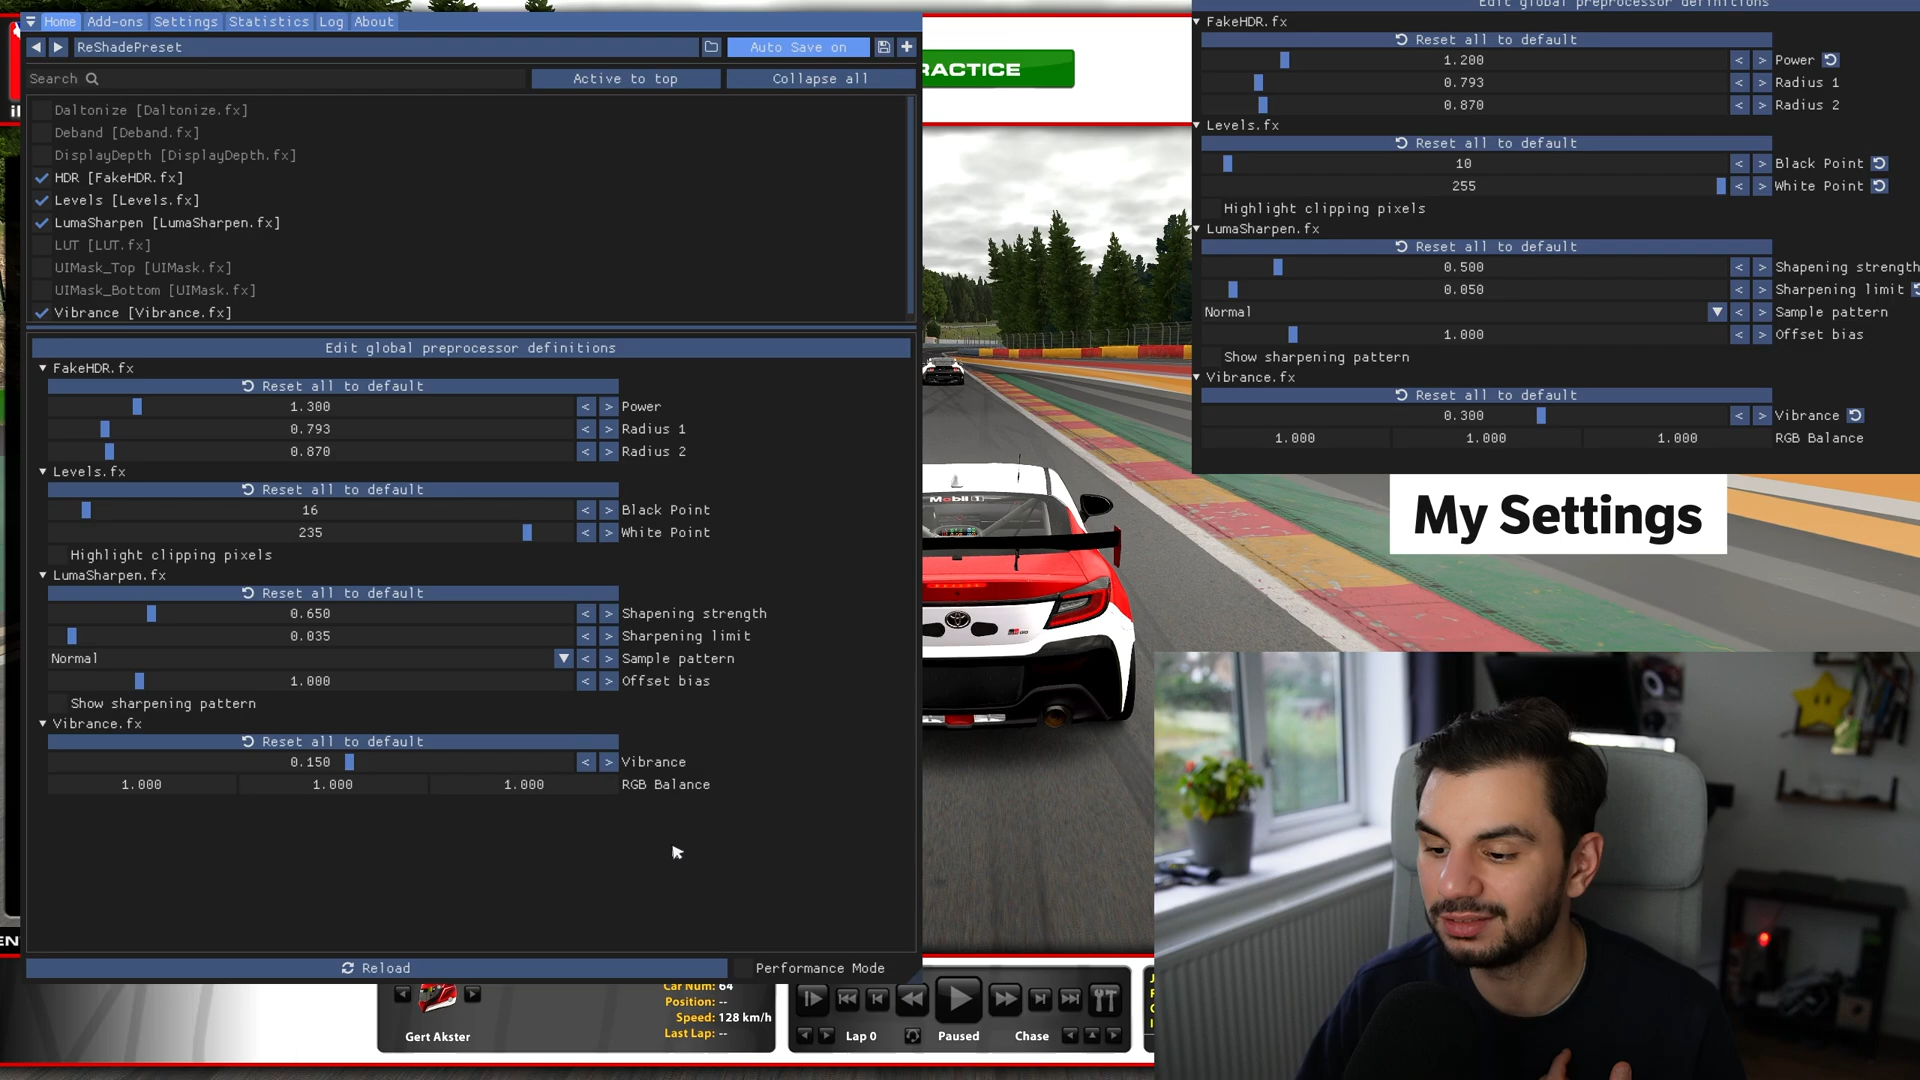 Home Add-ons Settings Statistics Log About
ReShadePreset
Auto Save on
Search
Active to top
Collapse all
Daltonize [Daltonize.fx]
Deband [Deband.fx]
DisplayDepth [DisplayDepth.fx]
HDR [FakeHDR.fx]
Levels [Levels.fx]
LumaSharpen [LumaSharpen.fx]
LUT [LUT.fx]
UIMask_Top [UIMask.fx]
UIMask_Bottom [UIMask.fx]
Vibrance [Vibrance.fx]
Edit global preprocessor definitions
FakeHDR.fx
Reset all to default
1.300 < > Power
0.793 < > Radius 1
0.870 < > Radius 2
Levels.fx
Reset all to default
16 < > Black Point
235 < > White Point
Highlight clipping pixels
LumaSharpen.fx
Reset all to default
0.650 < > Shapening strength
0.035 < > Sharpening limit
Normal < > Sample pattern
1.000 < > Offset bias
Show sharpening pattern
Vibrance.fx
Reset all to default
0.150 < > Vibrance
1.000 1.000 1.000 RGB Balance
Reload
Performance Mode
RACTICE
Edit global preprocessor definitions
FakeHDR.fx
Reset all to default
1.200 < > Power
0.793 < > Radius 1
0.870 < > Radius 2
Levels.fx
Reset all to default
10 < > Black Point
255 < > White Point
Highlight clipping pixels
LumaSharpen.fx
Reset all to default
0.500 < > Shapening strength
0.050 < > Sharpening limit
Normal < > Sample pattern
1.000 < > Offset bias
Show sharpening pattern
Vibrance.fx
Reset all to default
0.300 < > Vibrance
1.000 1.000 1.000 RGB Balance
My Settings
Mobil 1
EN
Gert Akster
Car Num: 64
Position: --
Speed: 128 km/h
Last Lap: --
Lap 0
Paused
Chase